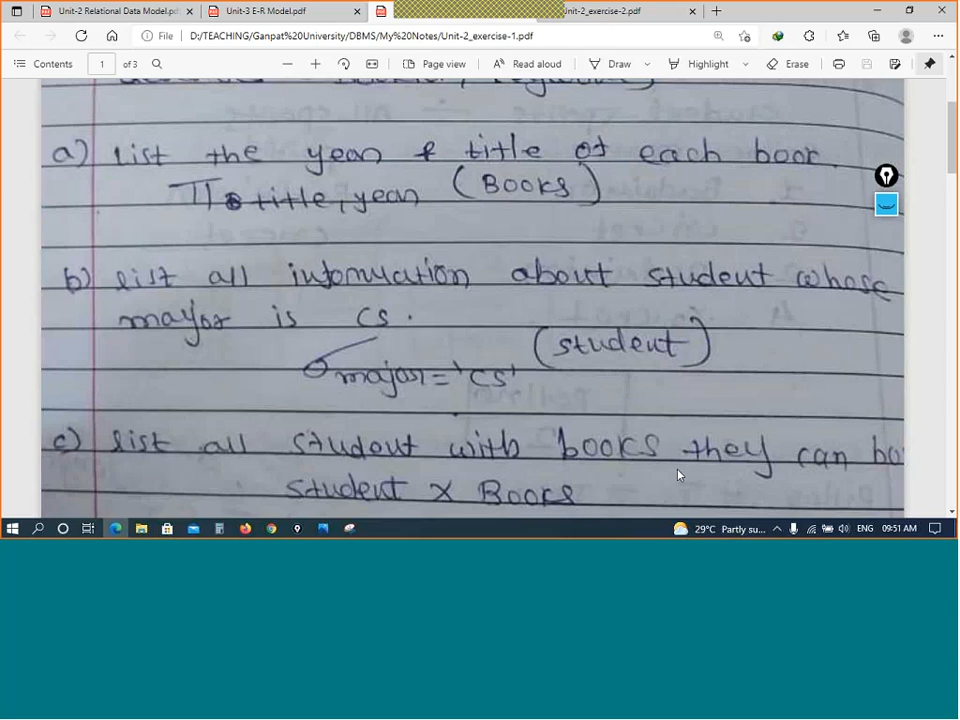 Unit-2 Relational Data Model.pd
Unit-3 E-R Model.pdf
Unit-2_exercise-2.pdf
File
D:/TEACHING/Ganpat%20University/DBMS/My%20Notes/Unit-2_exercise-1.pdf
Contents
1 of 3
Page view
Read aloud
Draw
Highlight
Erase
a) List the year & title of each book.
Π title, year (Books)
b) list all information about student whose
major is CS.
σ major = 'CS' (student)
c) list all student with books they can bo
student X Books
29°C Partly su...
ENG
09:51 AM